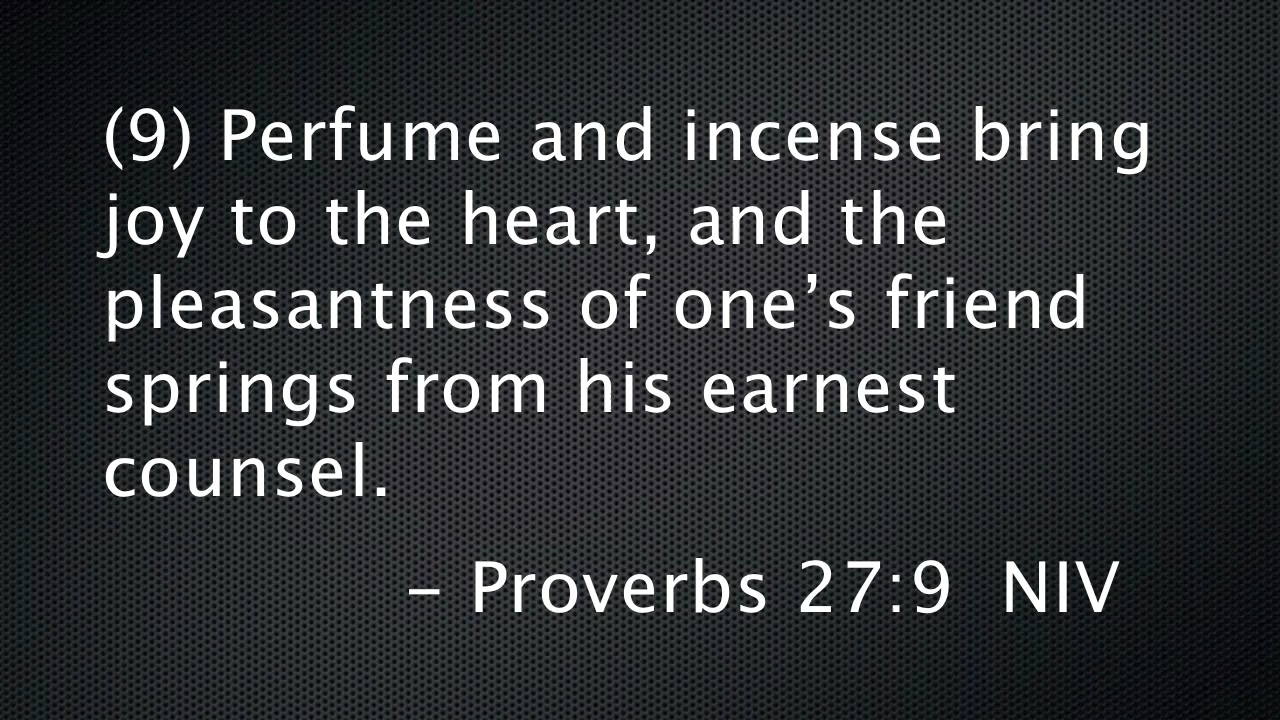 (9) Perfume and incense bring
joy to the heart, and the
pleasantness of one’s friend
springs from his earnest
counsel.
– Proverbs 27:9  NIV